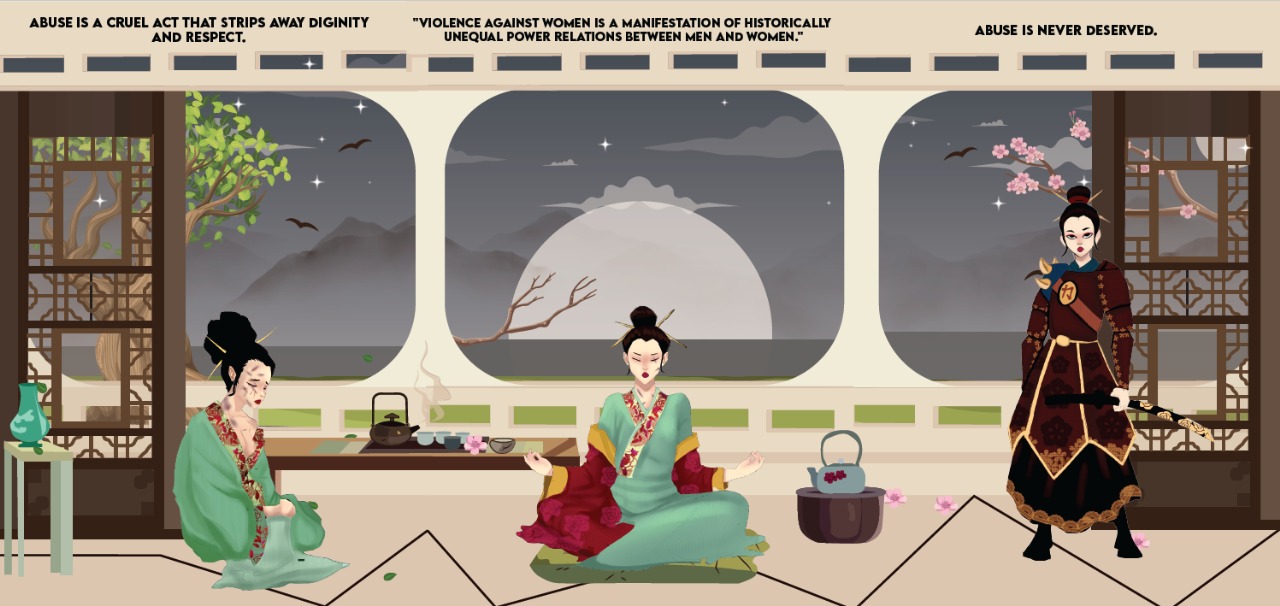 ABUSE IS A CRUEL ACT THAT STRIPS AWAY DIGINITY
AND RESPECT.
"VIOLENCE AGAINST WOMEN IS A MANIFESTATION OF HISTORICALLY
UNEQUAL POWER RELATIONS BETWEEN MEN AND WOMEN."
ABUSE IS NEVER DESERVED.
力